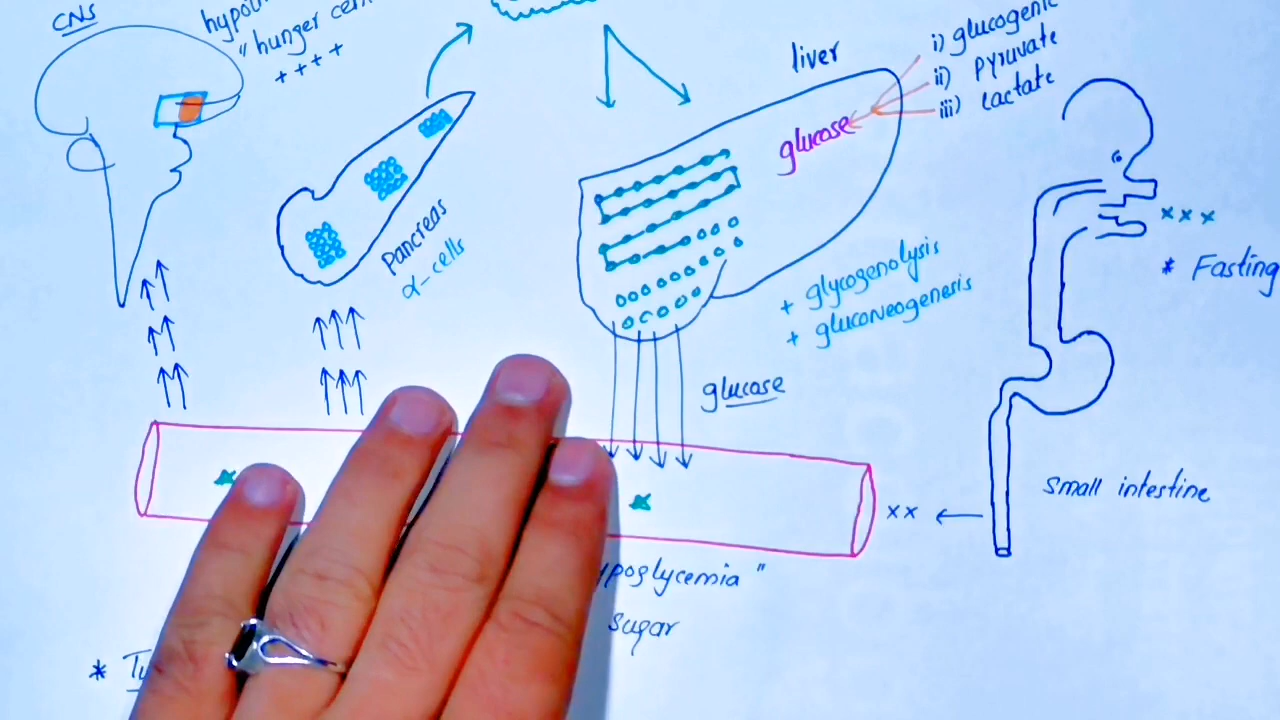 CNS
"hunger
++++
liver
i) glucogenic
ii) pyruvate
iii) lactate
glucose
Pancreas
α-cells
+ glycogenolysis
+ gluconeogenesis
xxx
* Fasting
glucose
small intestine
xx
ypoglycemia"
sugar
* Ty